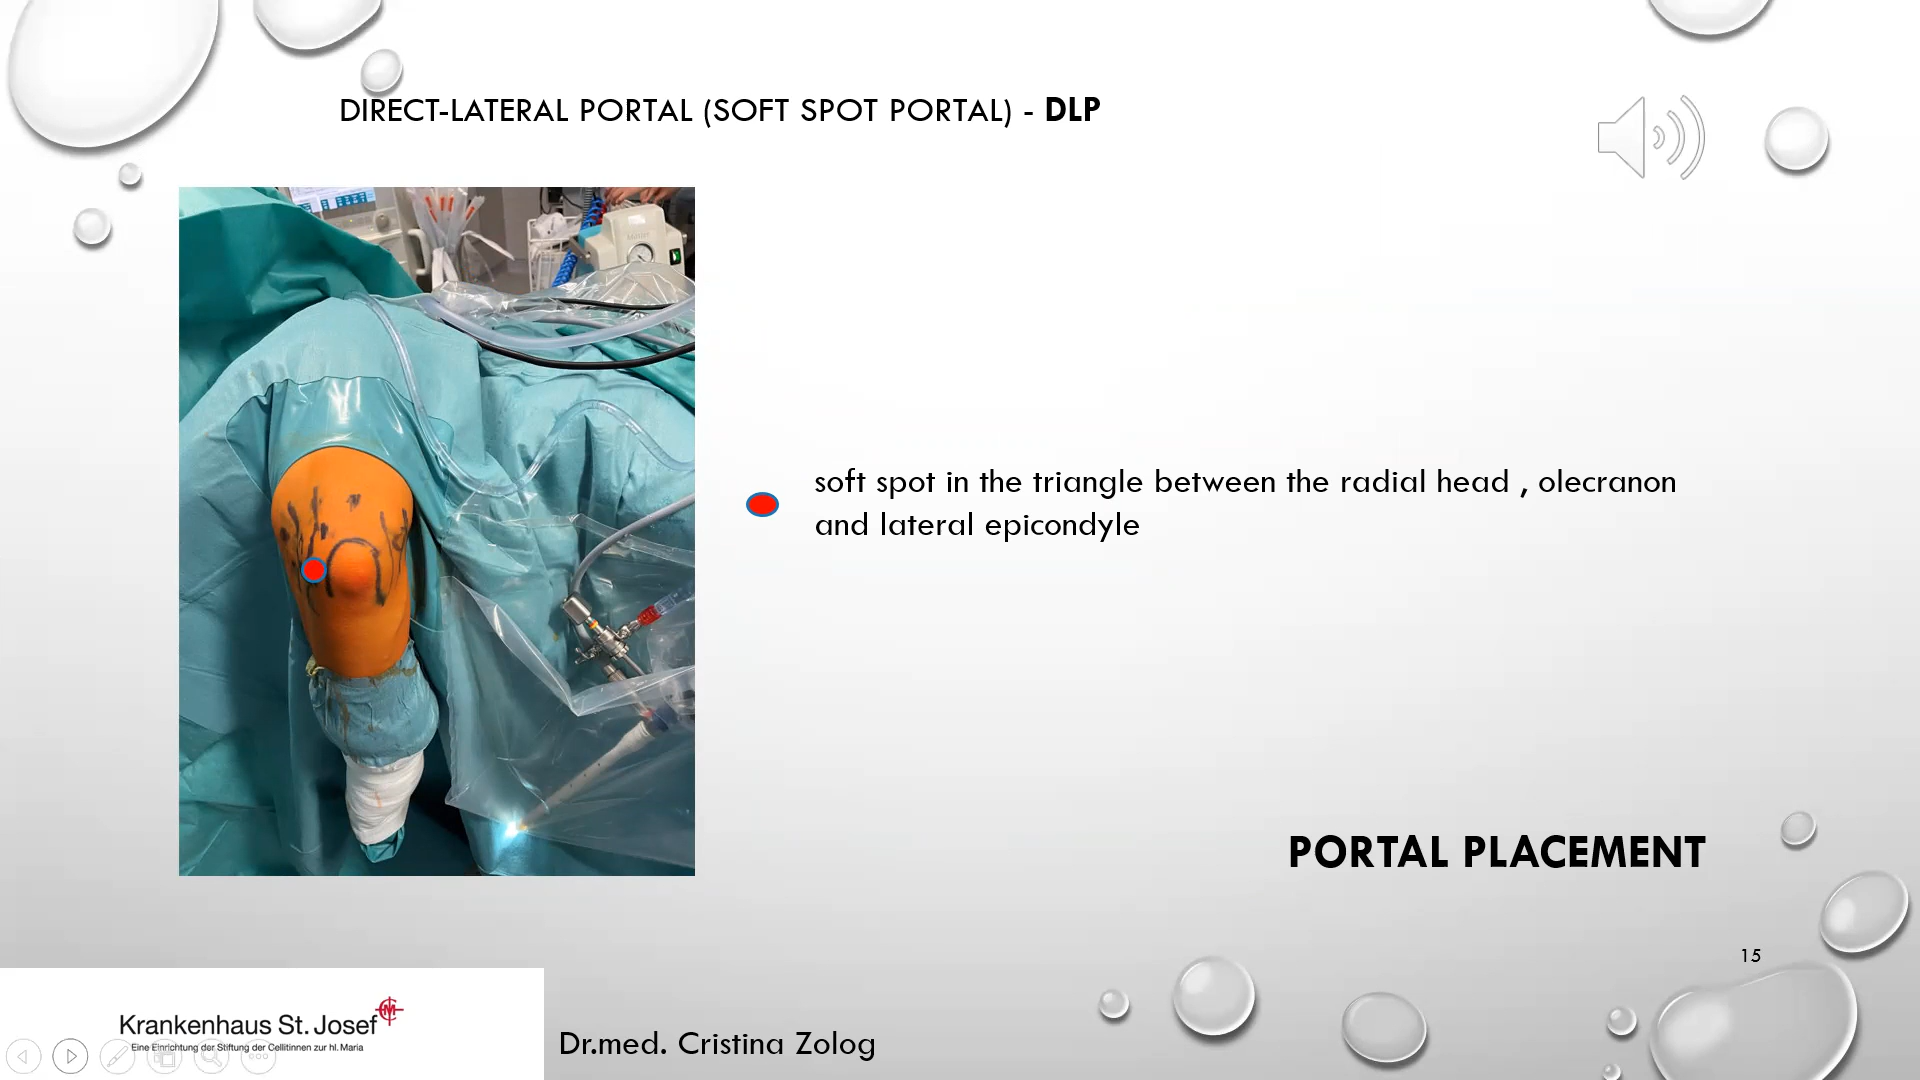 DIRECT-LATERAL PORTAL (SOFT SPOT PORTAL) - DLP
soft spot in the triangle between the radial head , olecranon
and lateral epicondyle
PORTAL PLACEMENT
15
Krankenhaus St. Josef
Eine Einrichtung der Stiftung der Cellitinnen zur hl. Maria
Dr.med. Cristina Zolog